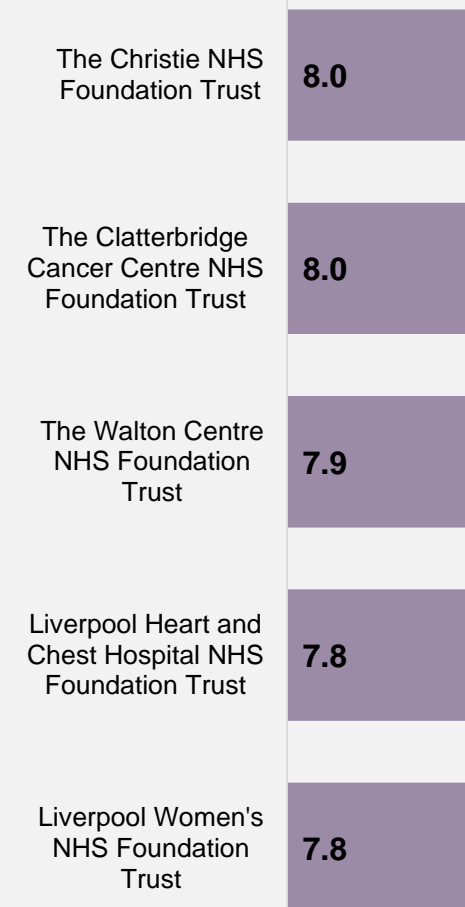 The Christie NHS
Foundation Trust
8.0
The Clatterbridge
Cancer Centre NHS
Foundation Trust
8.0
The Walton Centre
NHS Foundation
Trust
7.9
Liverpool Heart and
Chest Hospital NHS
Foundation Trust
7.8
Liverpool Women's
NHS Foundation
Trust
7.8